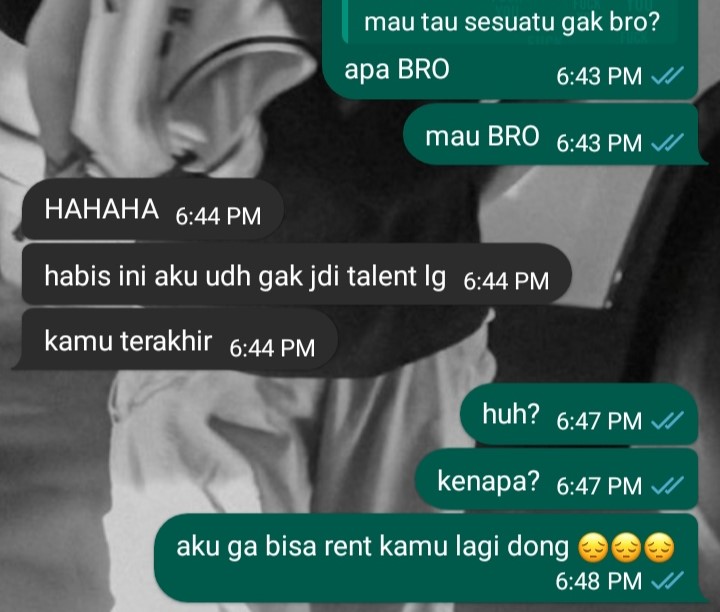 mau tau sesuatu gak bro?
apa BRO 6:43 PM
mau BRO 6:43 PM
HAHAHA 6:44 PM
habis ini aku udh gak jdi talent lg 6:44 PM
kamu terakhir 6:44 PM
huh? 6:47 PM
kenapa? 6:47 PM
aku ga bisa rent kamu lagi dong 😔😔😔
6:48 PM